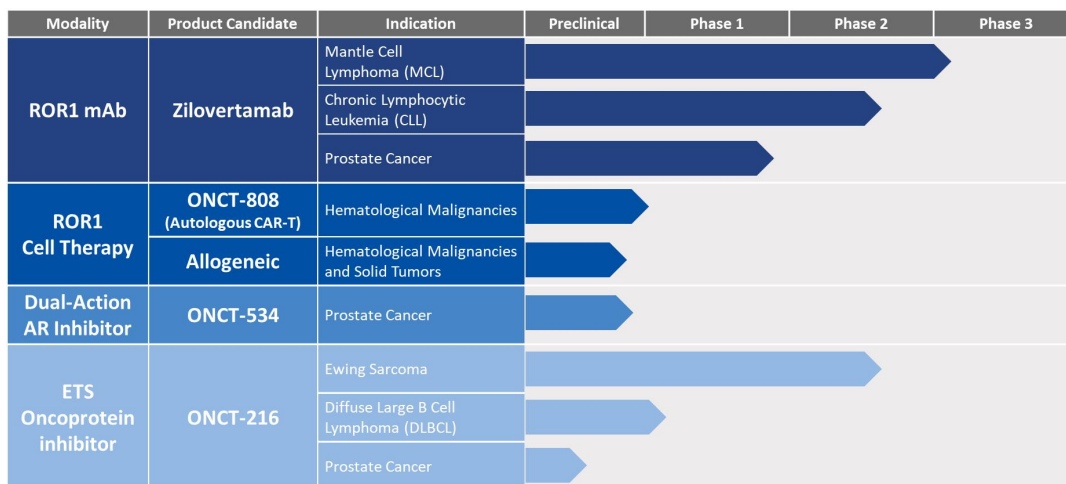 Modality Product Candidate Indication Preclinical Phase 1 Phase 2 Phase 3
ROR1 mAb
Zilovertamab
Mantle Cell
Lymphoma (MCL)
Chronic Lymphocytic
Leukemia (CLL)
Prostate Cancer
ROR1
Cell Therapy
ONCT-808
(Autologous CAR-T)
Hematological Malignancies
Allogeneic
Hematological Malignancies
and Solid Tumors
Dual-Action
AR Inhibitor
ONCT-534
Prostate Cancer
ETS
Oncoprotein
inhibitor
ONCT-216
Ewing Sarcoma
Diffuse Large B Cell
Lymphoma (DLBCL)
Prostate Cancer